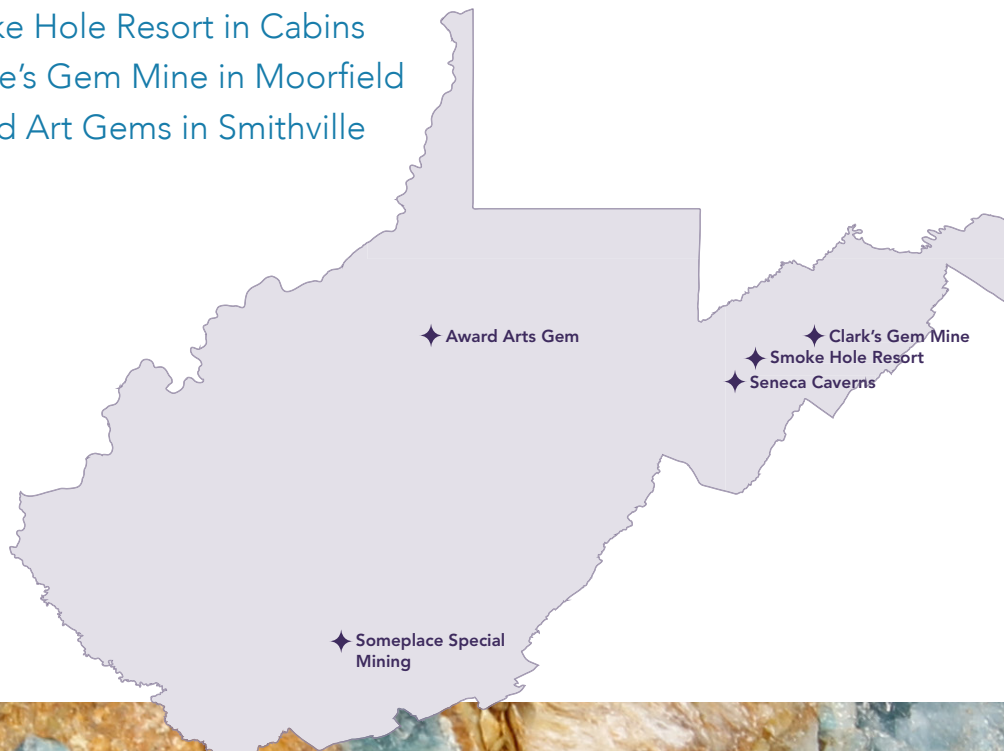 Hole Resort in Cabins
Gem Mine in Moorfield
Art Gems in Smithville
Award Arts Gem
Clark's Gem Mine
Smoke Hole Resort
Seneca Caverns
Someplace Special
Mining